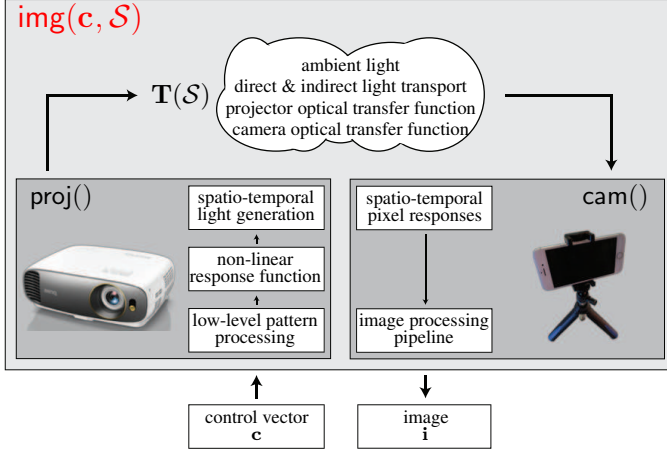 img(c, S)
ambient light
direct & indirect light transport
T(S)
projector optical transfer function
camera optical transfer function
proj()
spatio-temporal
light generation
non-linear
response function
low-level pattern
processing
spatio-temporal
pixel responses
image processing
pipeline
cam()
control vector
c
image
i